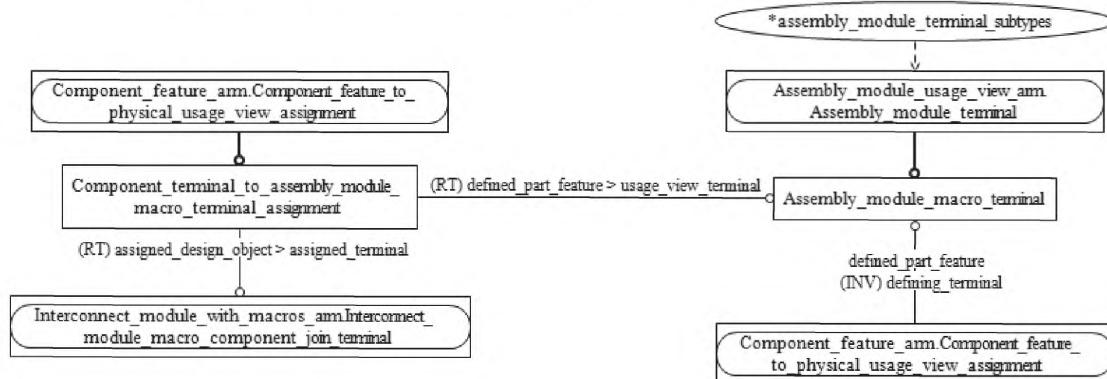 *assembly_module_terminal_subtypes
Component_feature_arm.Component_feature_to_
physical_usage_view_assignment
Assembly_module_usage_view_arm.
Assembly_module_terminal
Component_terminal_to_assembly_module_
macro_terminal_assignment
(RT) defined_part_feature > usage_view_terminal
Assembly_module_macro_terminal
(RT) assigned_design_object > assigned_terminal
defined_part_feature
(INV) defining_terminal
Interconnect_module_with_macros_arm.Interconnect_
module_macro_component_join_terminal
Component_feature_arm.Component_feature_
to_physical_usage_view_assignment